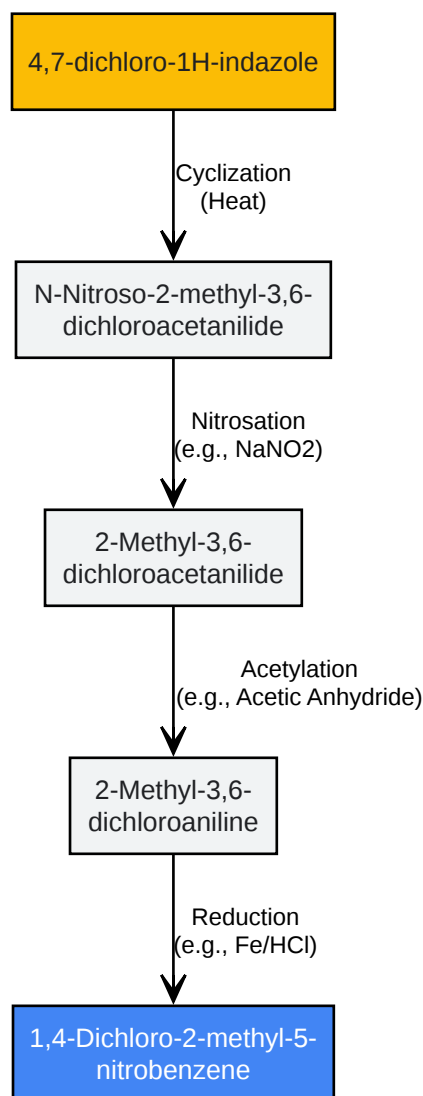 4,7-dichloro-1H-indazole
Cyclization
(Heat)
N-Nitroso-2-methyl-3,6-
dichloroacetanilide
Nitrosation
(e.g., NaNO2)
2-Methyl-3,6-
dichloroacetanilide
Acetylation
(e.g., Acetic Anhydride)
2-Methyl-3,6-
dichloroaniline
Reduction
(e.g., Fe/HCl)
1,4-Dichloro-2-methyl-5-
nitrobenzene